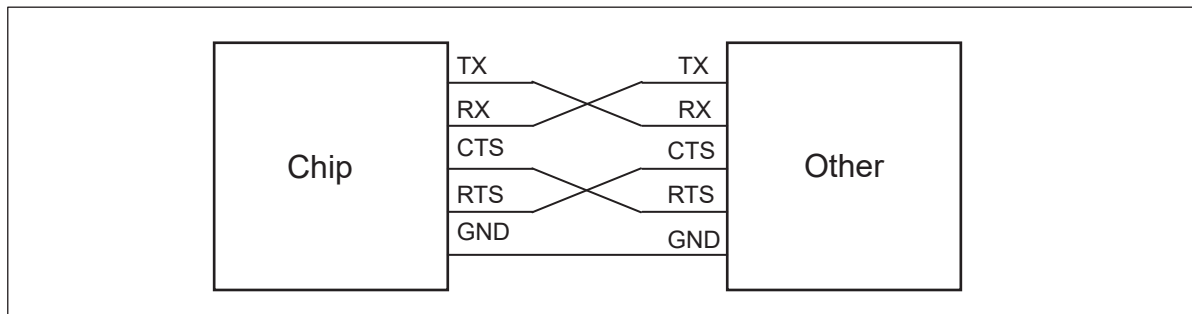 TX TX
RX RX
CTS CTS
Chip Other
RTS RTS
GND GND